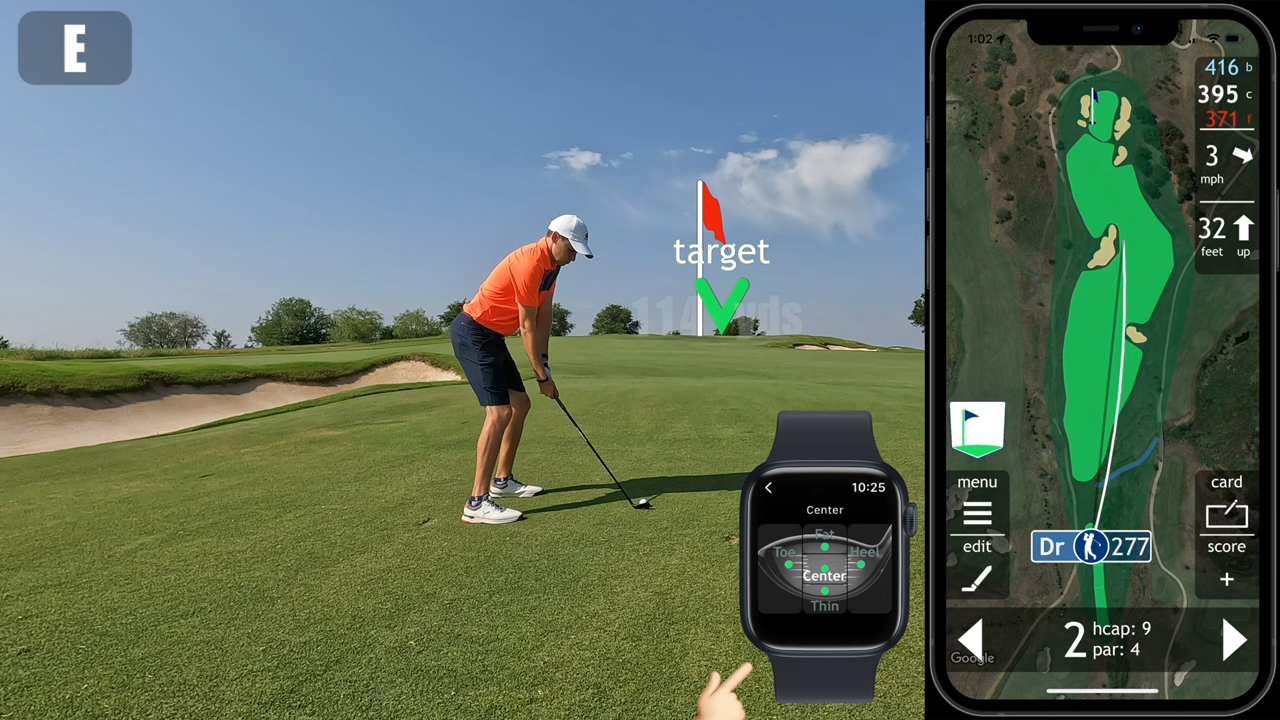 E
target
10:25
Center
Fat
Toe
Heel
Center
Thin
1:02
416 b
395 c
371 f
3
mph
32
feet up
menu
edit
card
score
+
Dr 277
2 hcap: 9
par: 4
Google